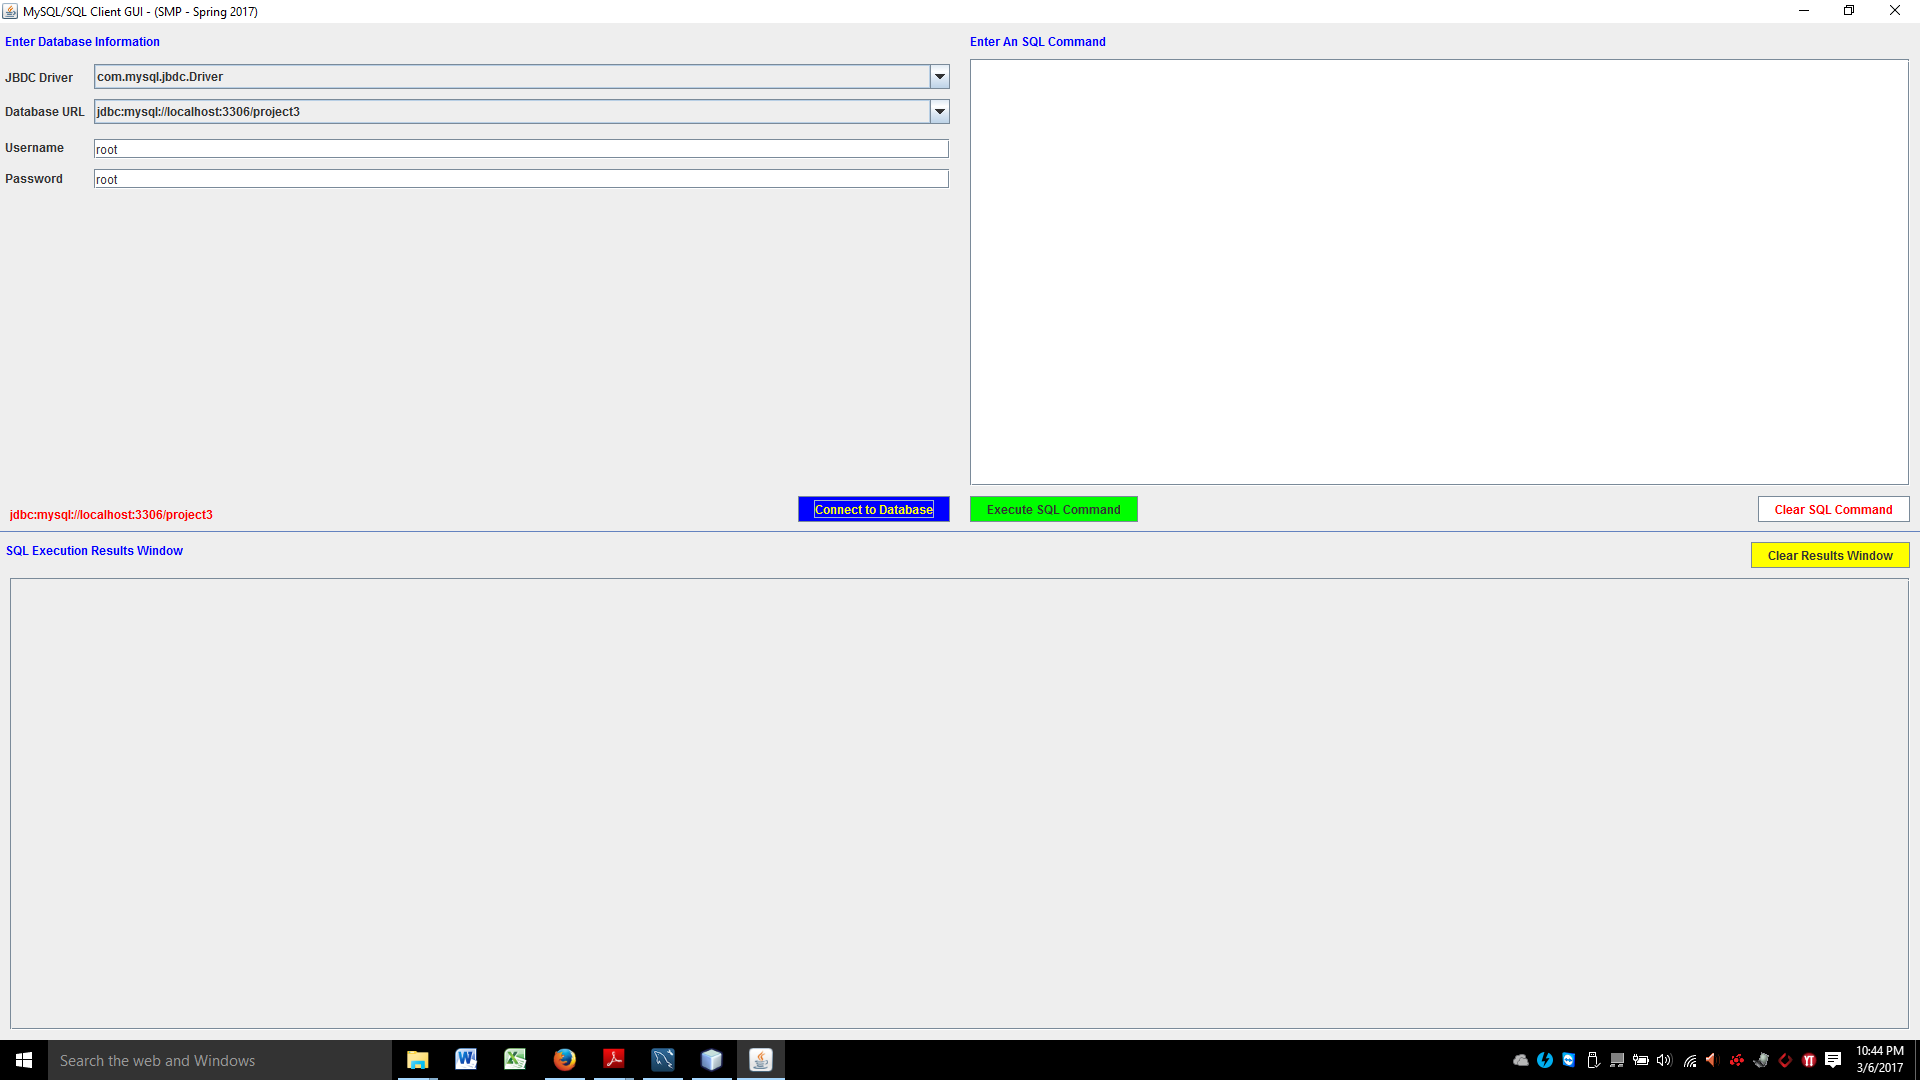 MySQL/SQL Client GUI - (SMP - Spring 2017)
Enter Database Information
JBDC Driver
com.mysql.jbdc.Driver
Database URL
jdbc:mysql://localhost:3306/project3
Username
root
Password
root
jdbc:mysql://localhost:3306/project3
Connect to Database
Enter An SQL Command
Execute SQL Command
Clear SQL Command
SQL Execution Results Window
Clear Results Window
Search the web and Windows
10:44 PM
3/6/2017